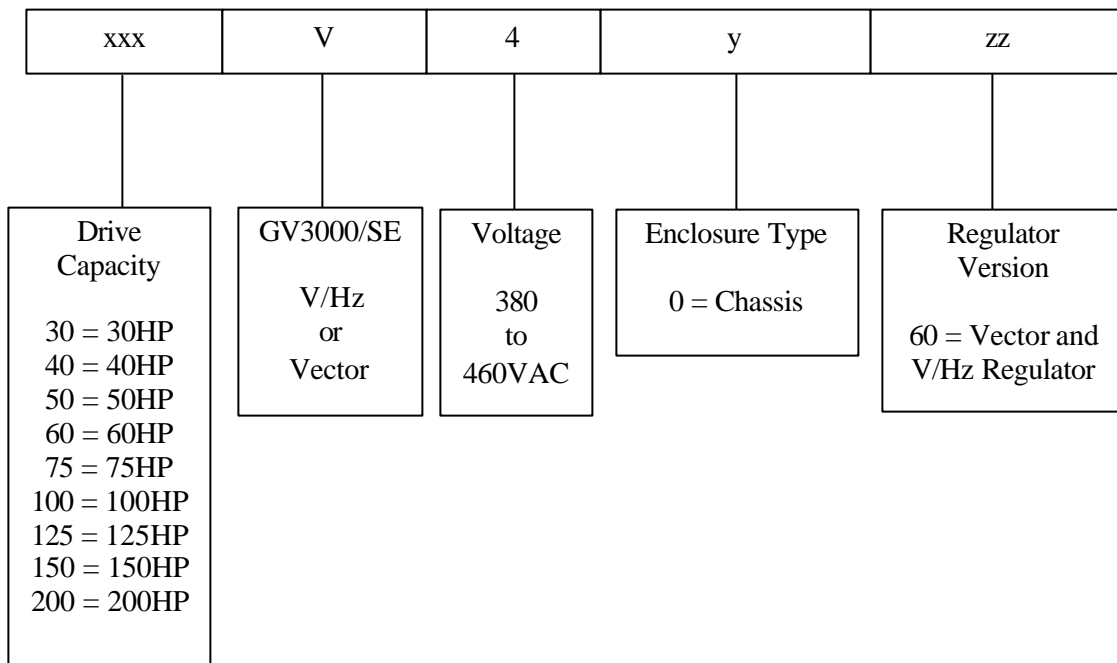 xxx V 4 y zz
Drive
Capacity
30 = 30HP
40 = 40HP
50 = 50HP
60 = 60HP
75 = 75HP
100 = 100HP
125 = 125HP
150 = 150HP
200 = 200HP
GV3000/SE
V/Hz
or
Vector
Voltage
380
to
460VAC
Enclosure Type
0 = Chassis
Regulator
Version
60 = Vector and
V/Hz Regulator